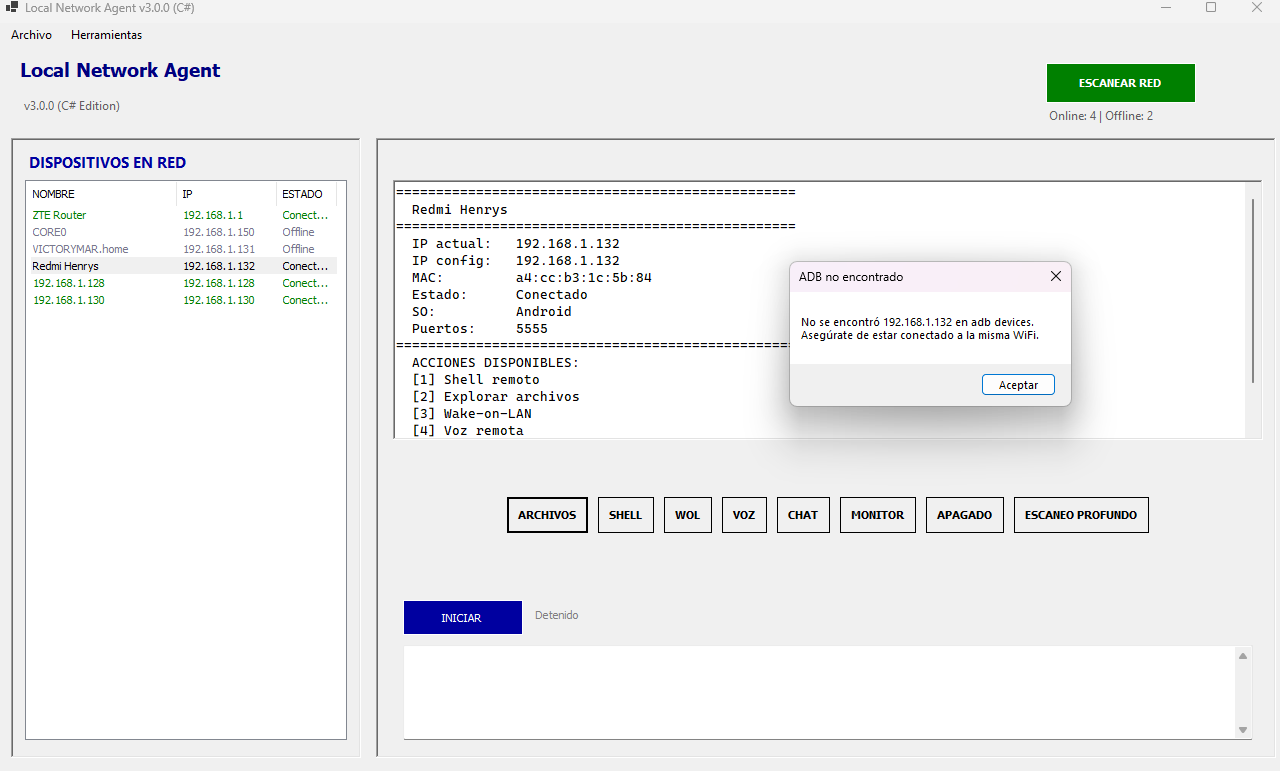 Local Network Agent v3.0.0 (C#)
Archivo Herramientas
Local Network Agent
v3.0.0 (C# Edition)
ESCANEAR RED
Online: 4 | Offline: 2
DISPOSITIVOS EN RED
NOMBRE IP ESTADO
ZTE Router 192.168.1.1 Conect...
CORE0 192.168.1.150 Offline
VICTORYMAR.home 192.168.1.131 Offline
Redmi Henrys 192.168.1.132 Conect...
192.168.1.128 192.168.1.128 Conect...
192.168.1.130 192.168.1.130 Conect...
==================================================
Redmi Henrys
==================================================
IP actual: 192.168.1.132
IP config: 192.168.1.132
MAC: a4:cc:b3:1c:5b:84
Estado: Conectado
SO: Android
Puertos: 5555
==================================================
ACCIONES DISPONIBLES:
[1] Shell remoto
[2] Explorar archivos
[3] Wake-on-LAN
[4] Voz remota
ADB no encontrado
No se encontró 192.168.1.132 en adb devices.
Asegúrate de estar conectado a la misma WiFi.
Aceptar
ARCHIVOS SHELL WOL VOZ CHAT MONITOR APAGADO ESCANEO PROFUNDO
INICIAR Detenido